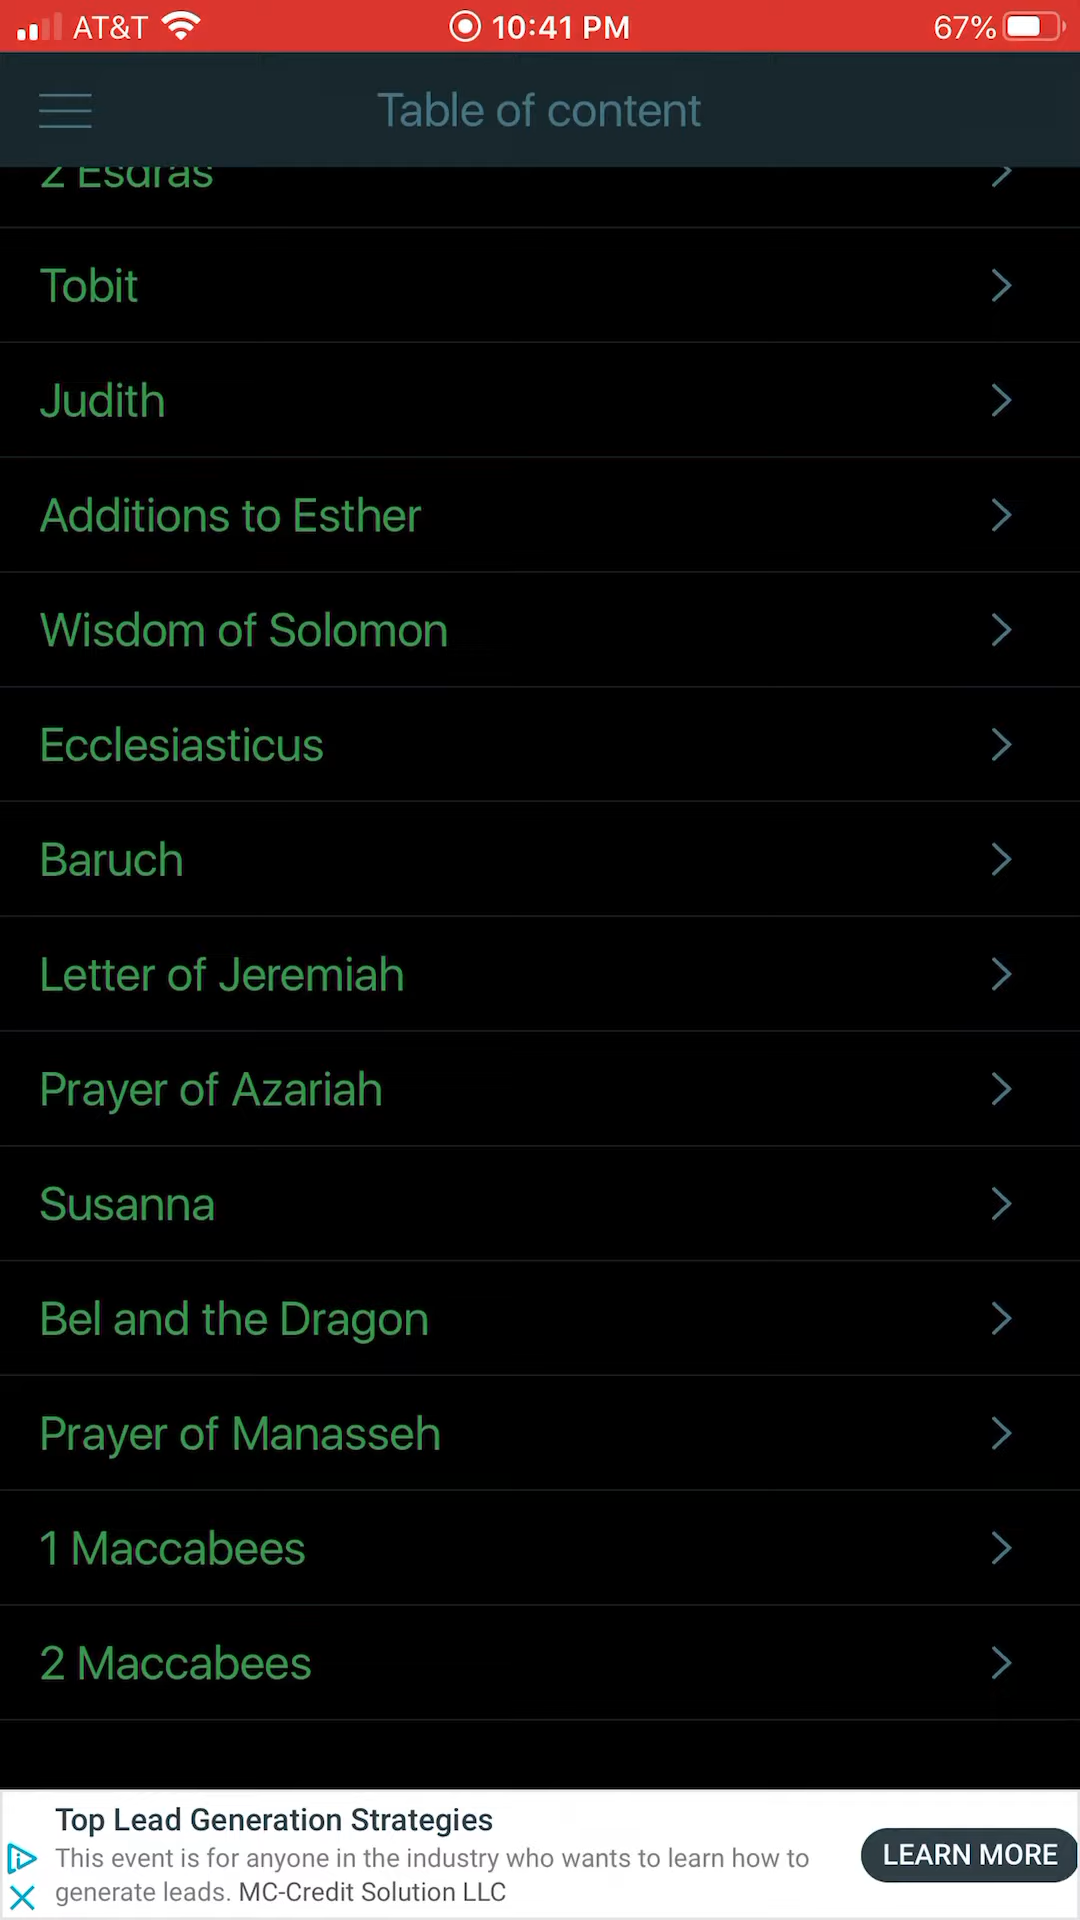 AT&T 10:41 PM 67%
Table of content
2 Esdras
Tobit
Judith
Additions to Esther
Wisdom of Solomon
Ecclesiasticus
Baruch
Letter of Jeremiah
Prayer of Azariah
Susanna
Bel and the Dragon
Prayer of Manasseh
1 Maccabees
2 Maccabees
Top Lead Generation Strategies
This event is for anyone in the industry who wants to learn how to
generate leads. MC-Credit Solution LLC
LEARN MORE